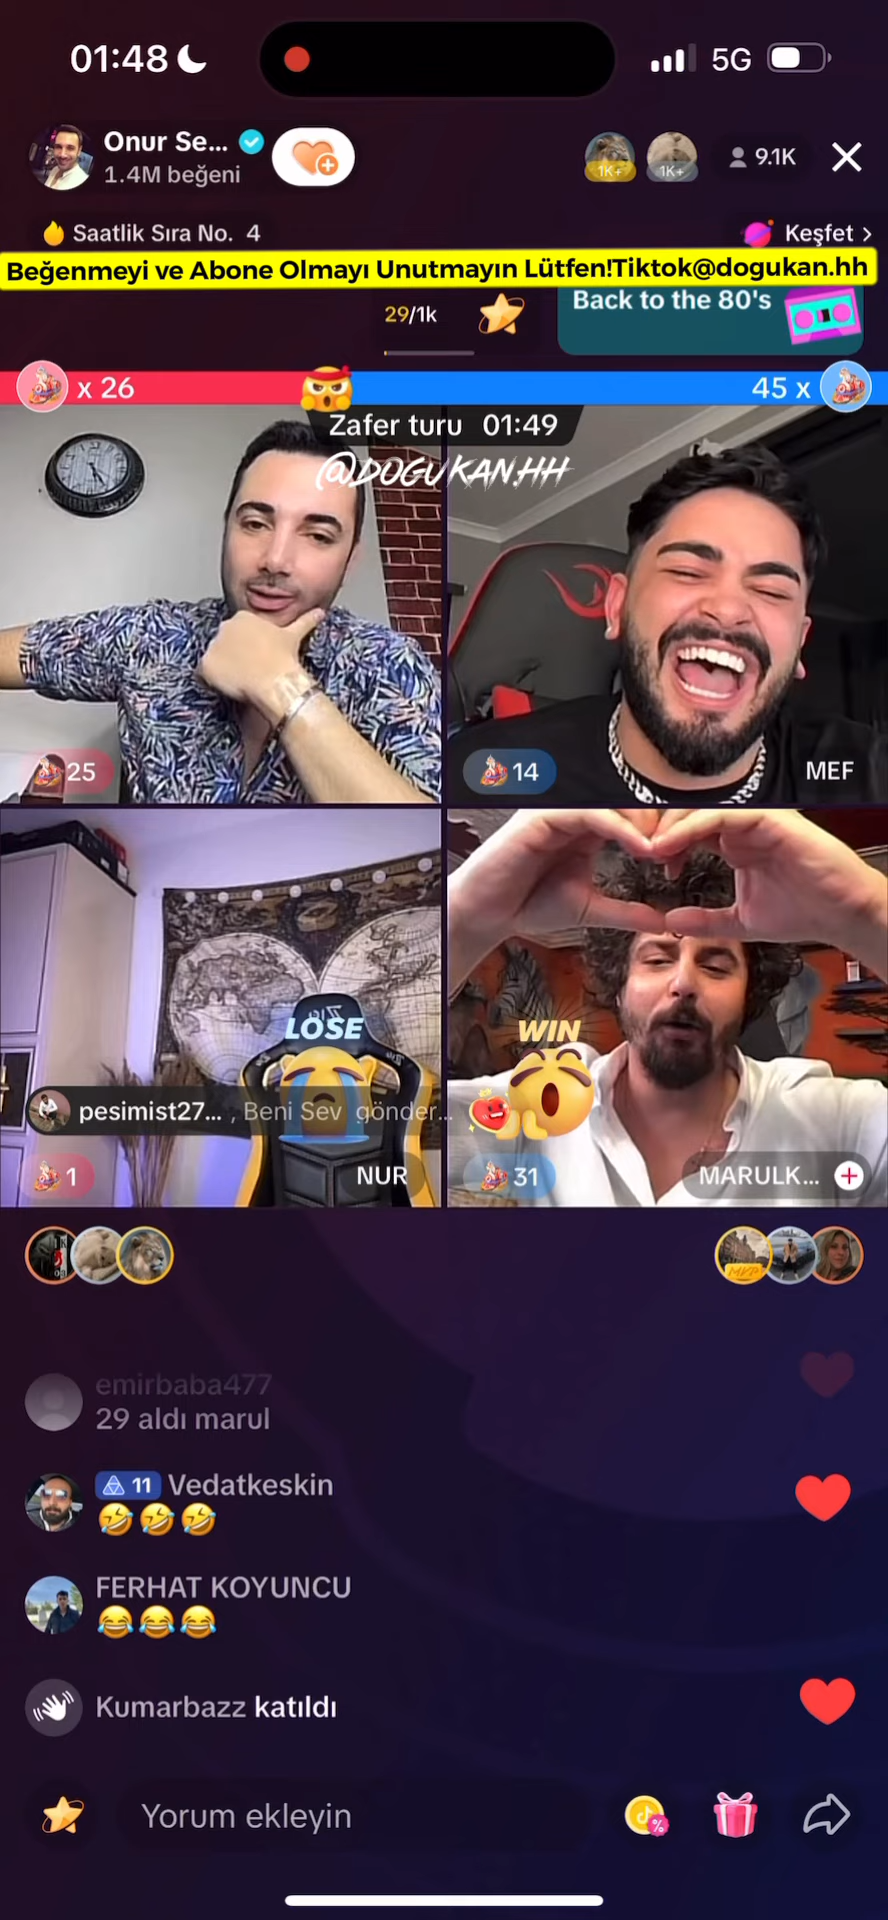 01:48
5G
Onur Se...
1.4M beğeni
1K+
1K+
9.1K
Saatlik Sıra No. 4
Keşfet >
Beğenmeyi ve Abone Olmayı Unutmayın Lütfen!Tiktok@dogukan.hh
29/1k
Back to the 80's
x 26
45 x
Zafer turu 01:49
@DOGUKAN.HH
25
14
MEF
LOSE
WIN
pesimist27... , Beni Sev gönder...
1
NUR
31
MARULK...
MVP
emirbaba477
29 aldı marul
11 Vedatkeskin
🤣🤣🤣
FERHAT KOYUNCU
😂😂😂
Kumarbazz katıldı
Yorum ekleyin